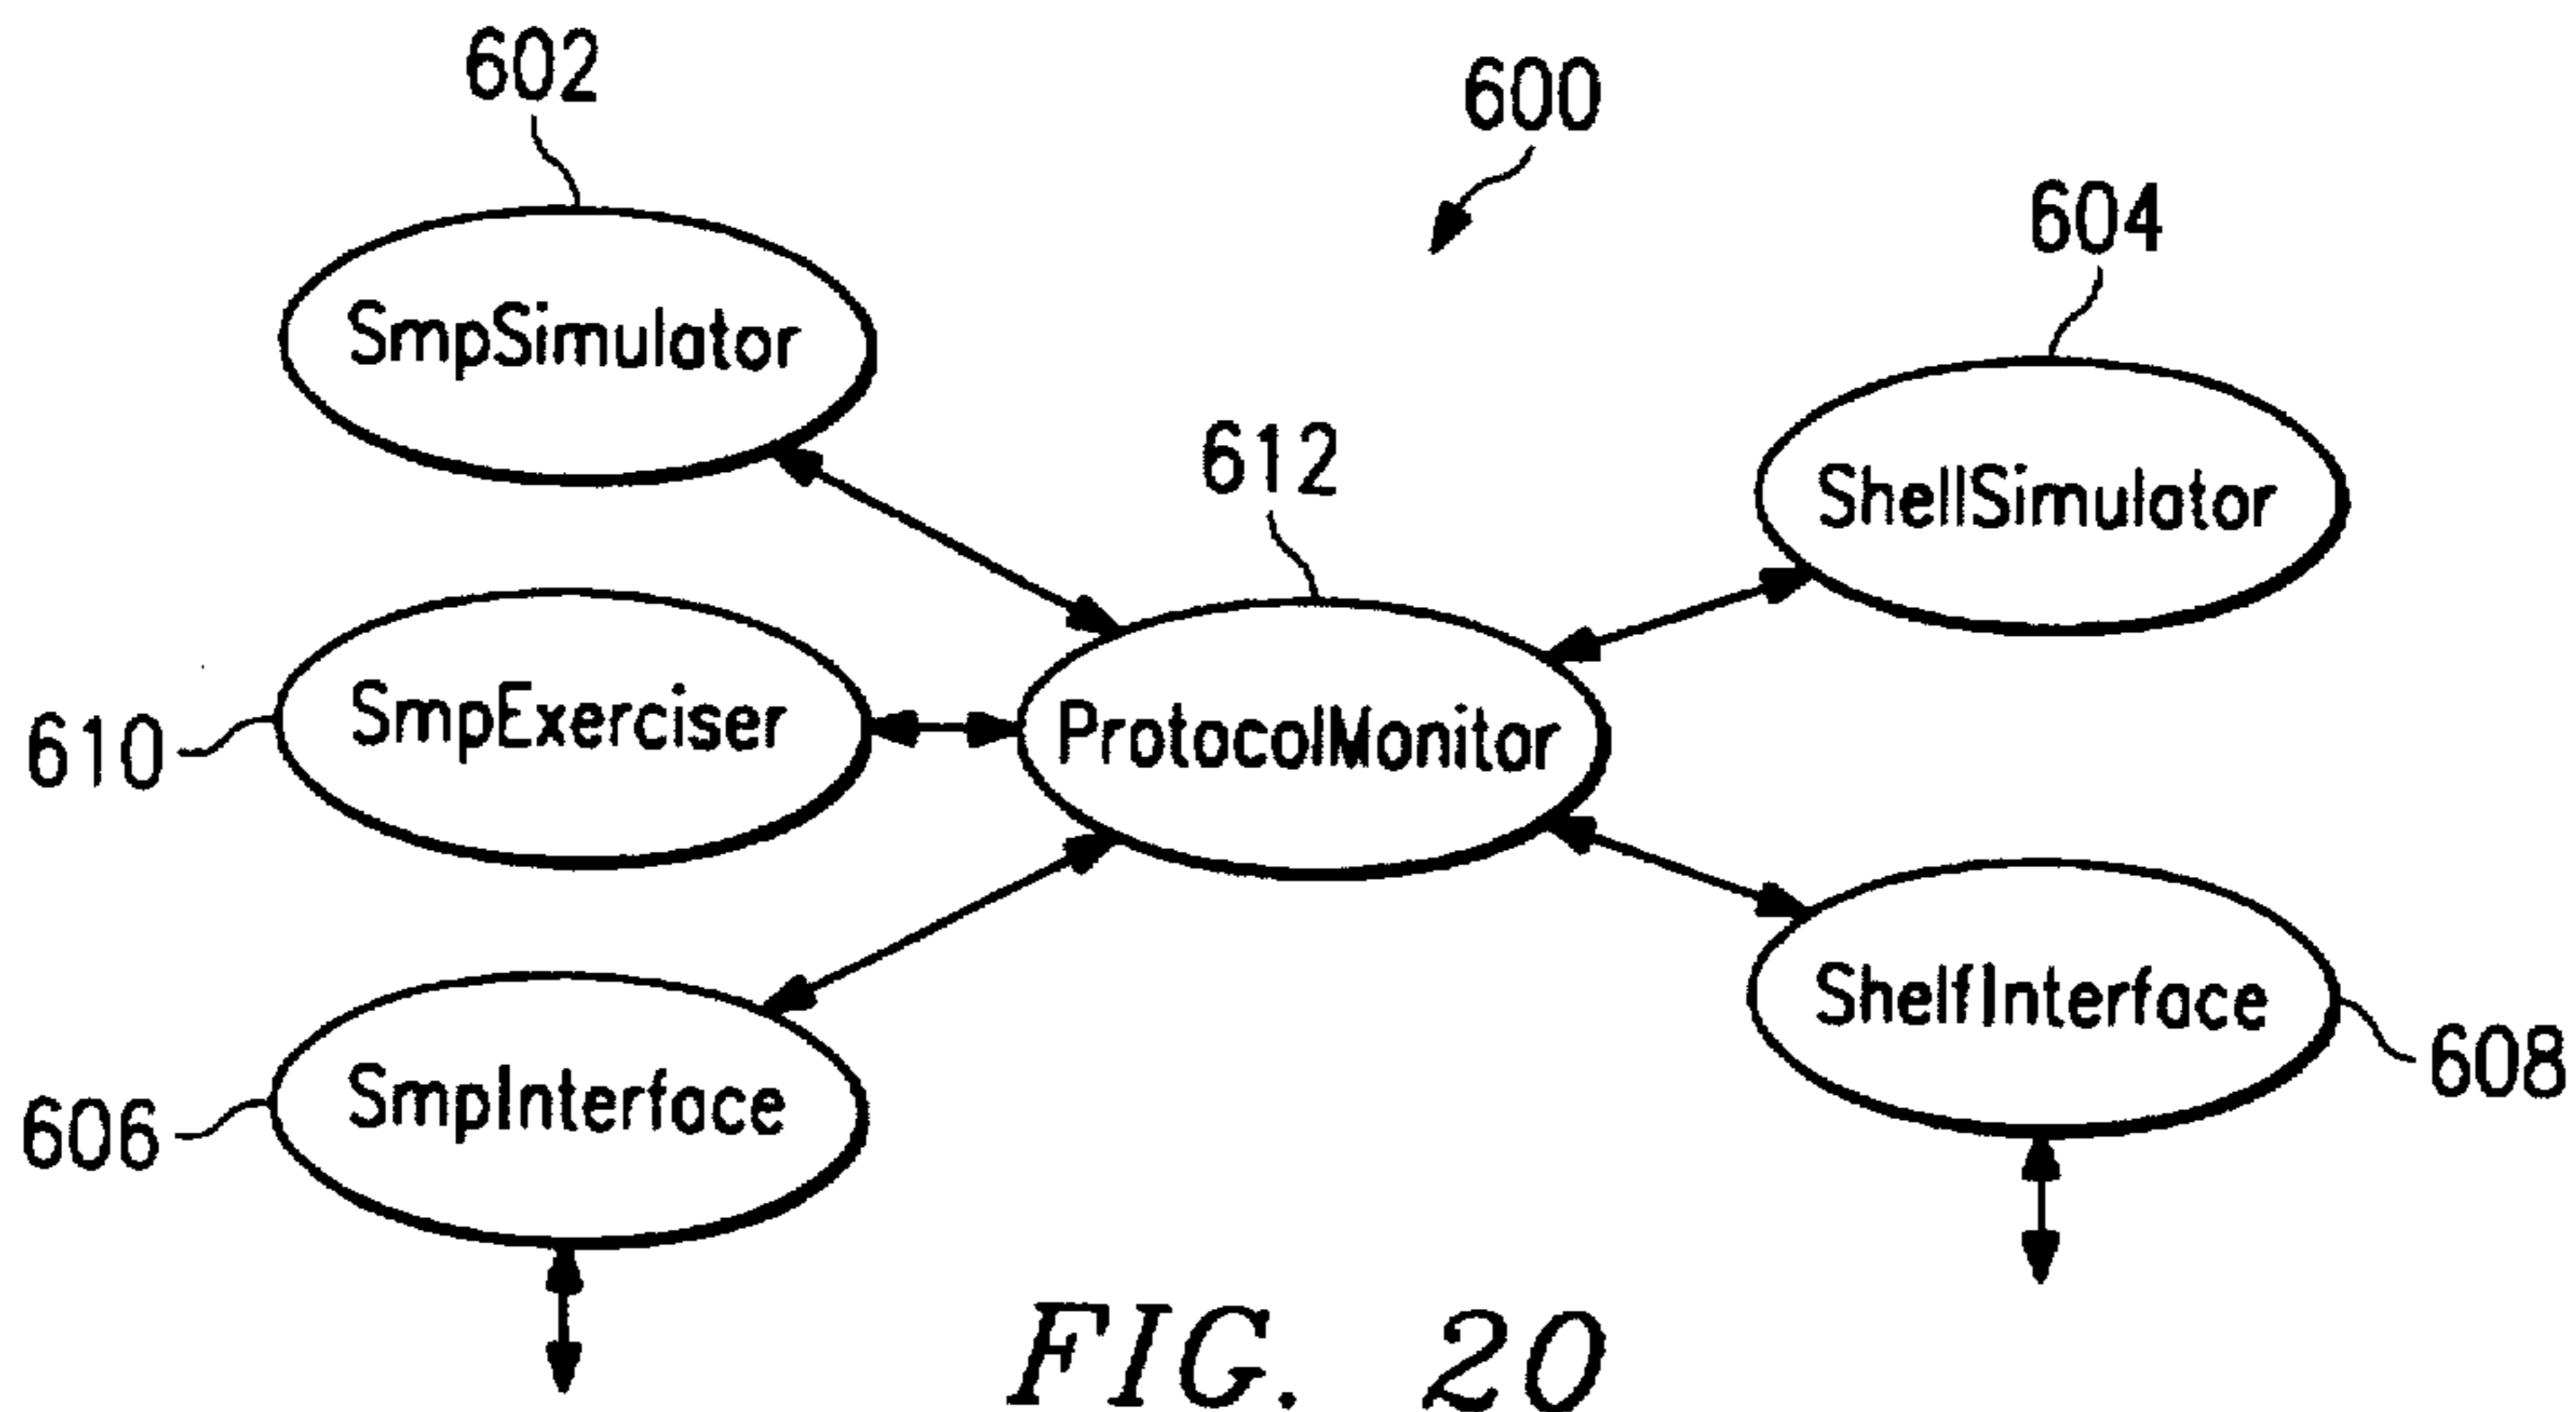 602
600
604
SmpSimulator
612
ShellSimulator
SmpExerciser
ProtocolMonitor
610
ShelfInterface
SmpInterface
608
606
FIG. 20